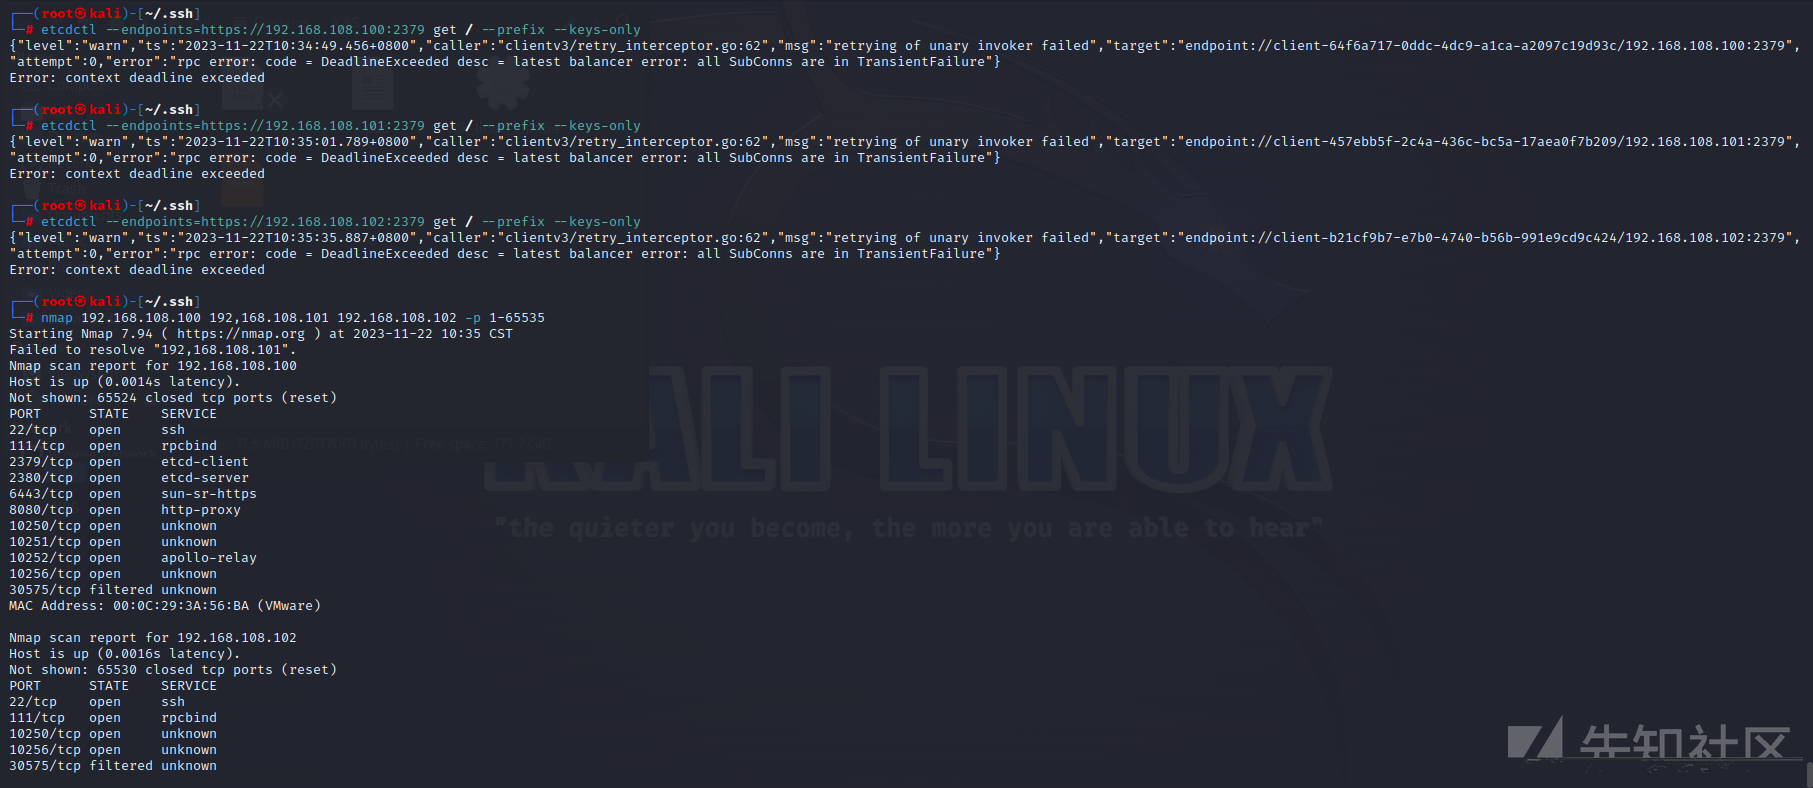 ┌──(root㉿kali)-[~/.ssh]
└─# etcdctl --endpoints=https://192.168.108.100:2379 get / --prefix --keys-only
{"level":"warn","ts":"2023-11-22T10:34:49.456+0800","caller":"clientv3/retry_interceptor.go:62","msg":"retrying of unary invoker failed","target":"endpoint://client-64f6a717-0ddc-4dc9-a1ca-a2097c19d93c/192.168.108.100:2379",
"attempt":0,"error":"rpc error: code = DeadlineExceeded desc = latest balancer error: all SubConns are in TransientFailure"}
Error: context deadline exceeded
┌──(root㉿kali)-[~/.ssh]
└─# etcdctl --endpoints=https://192.168.108.101:2379 get / --prefix --keys-only
{"level":"warn","ts":"2023-11-22T10:35:01.789+0800","caller":"clientv3/retry_interceptor.go:62","msg":"retrying of unary invoker failed","target":"endpoint://client-457ebb5f-2c4a-436c-bc5a-17aea0f7b209/192.168.108.101:2379",
"attempt":0,"error":"rpc error: code = DeadlineExceeded desc = latest balancer error: all SubConns are in TransientFailure"}
Error: context deadline exceeded
┌──(root㉿kali)-[~/.ssh]
└─# etcdctl --endpoints=https://192.168.108.102:2379 get / --prefix --keys-only
{"level":"warn","ts":"2023-11-22T10:35:35.887+0800","caller":"clientv3/retry_interceptor.go:62","msg":"retrying of unary invoker failed","target":"endpoint://client-b21cf9b7-e7b0-4740-b56b-991e9cd9c424/192.168.108.102:2379",
"attempt":0,"error":"rpc error: code = DeadlineExceeded desc = latest balancer error: all SubConns are in TransientFailure"}
Error: context deadline exceeded
┌──(root㉿kali)-[~/.ssh]
└─# nmap 192.168.108.100 192,168.108.101 192.168.108.102 -p 1-65535
Starting Nmap 7.94 ( https://nmap.org ) at 2023-11-22 10:35 CST
Failed to resolve "192,168.108.101".
Nmap scan report for 192.168.108.100
Host is up (0.0014s latency).
Not shown: 65524 closed tcp ports (reset)
PORT STATE SERVICE
22/tcp open ssh
111/tcp open rpcbind
2379/tcp open etcd-client
2380/tcp open etcd-server
6443/tcp open sun-sr-https
8080/tcp open http-proxy
10250/tcp open unknown
10251/tcp open unknown
10252/tcp open apollo-relay
10256/tcp open unknown
30575/tcp filtered unknown
MAC Address: 00:0C:29:3A:56:BA (VMware)
Nmap scan report for 192.168.108.102
Host is up (0.0016s latency).
Not shown: 65530 closed tcp ports (reset)
PORT STATE SERVICE
22/tcp open ssh
111/tcp open rpcbind
10250/tcp open unknown
10256/tcp open unknown
30575/tcp filtered unknown
KALI LINUX
"the quieter you become, the more you are able to hear"
Trash
先知社区